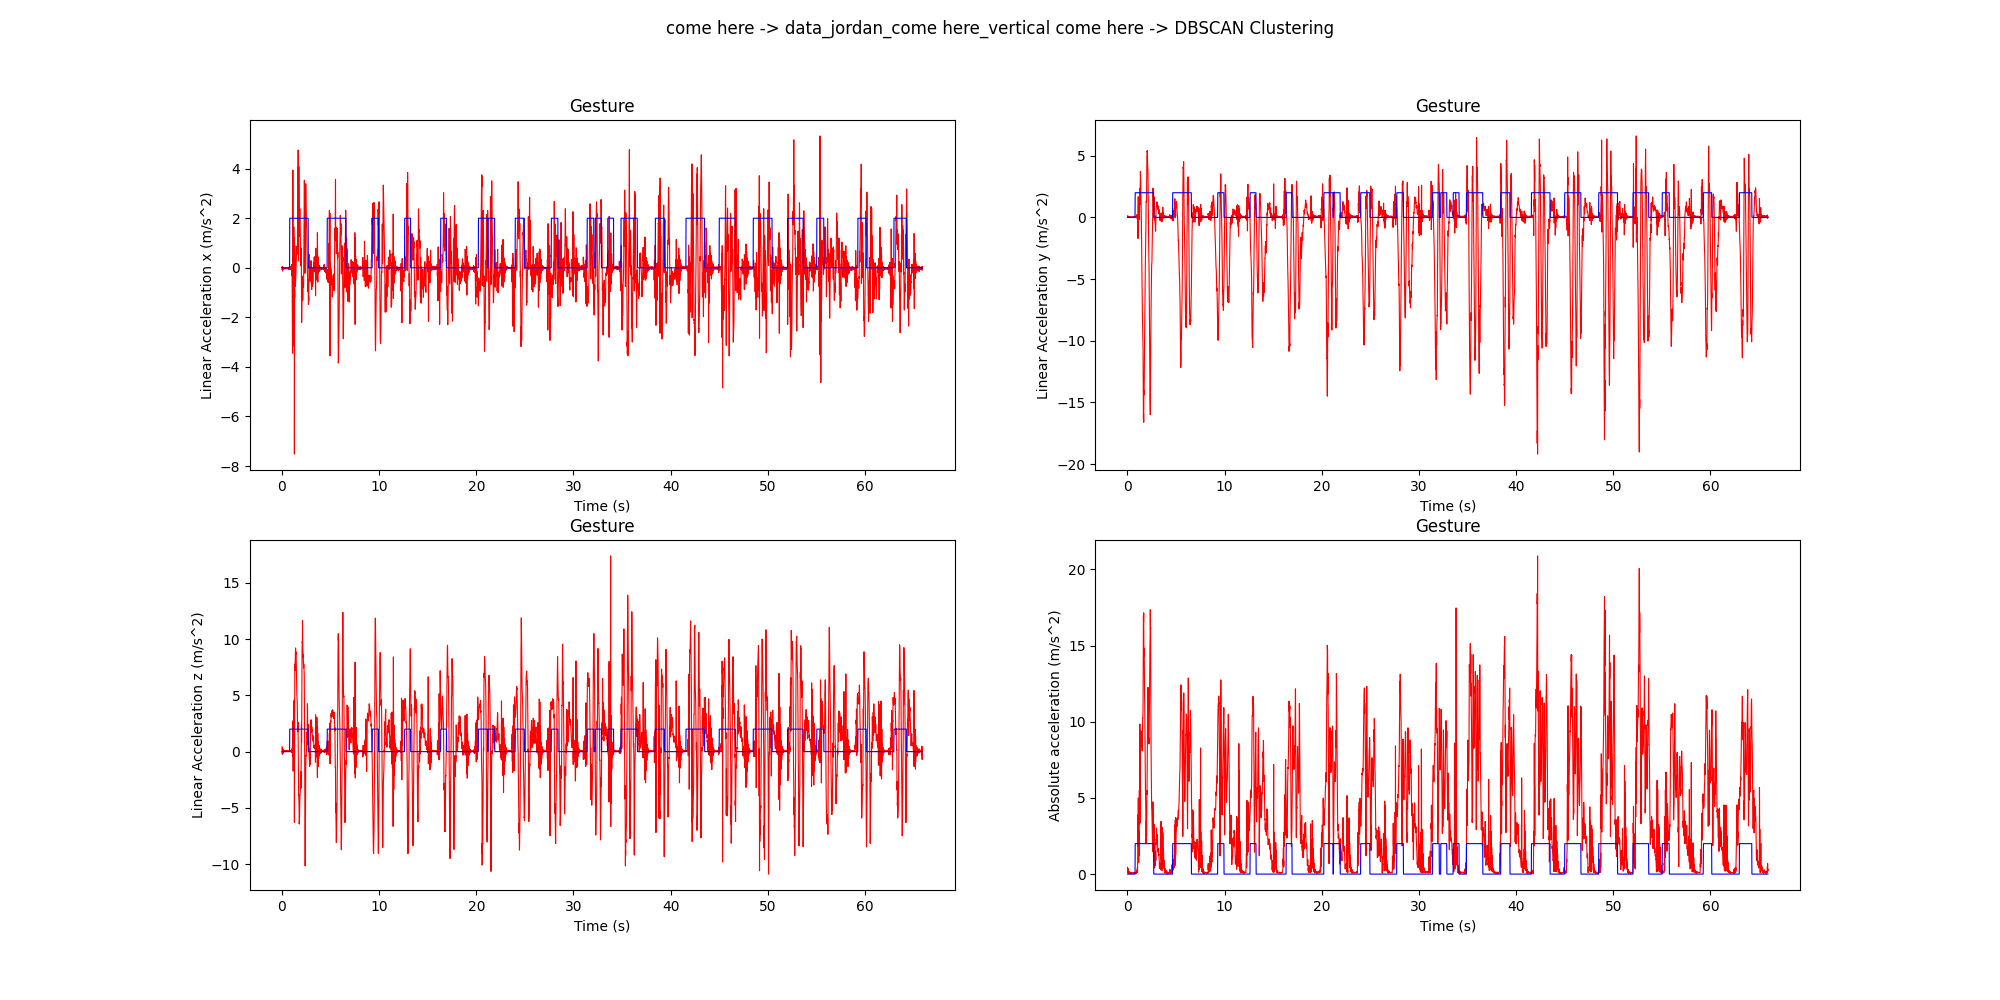 come here -> data_jordan_come here_vertical come here -> DBSCAN Clustering
Gesture
Linear Acceleration x (m/s^2)
4
2
0
−2
−4
−6
−8
0 10 20 30 40 50 60
Time (s)
Gesture
Linear Acceleration y (m/s^2)
5
0
−5
−10
−15
−20
0 10 20 30 40 50 60
Time (s)
Gesture
Linear Acceleration z (m/s^2)
15
10
5
0
−5
−10
0 10 20 30 40 50 60
Time (s)
Gesture
Absolute acceleration (m/s^2)
20
15
10
5
0
0 10 20 30 40 50 60
Time (s)